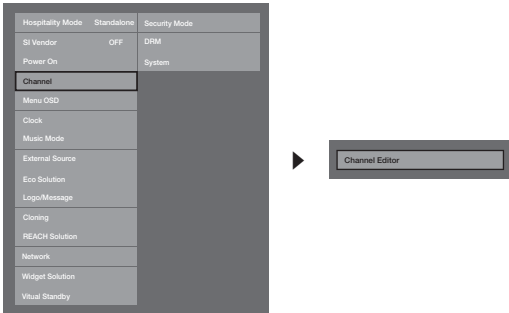 Hospitality Mode Standalone
SI Vendor OFF
Power On
Channel
Menu OSD
Clock
Music Mode
External Source
Eco Solution
Logo/Message
Cloning
REACH Solution
Network
Widget Solution
Vitual Standby
Security Mode
DRM
System
Channel Editor